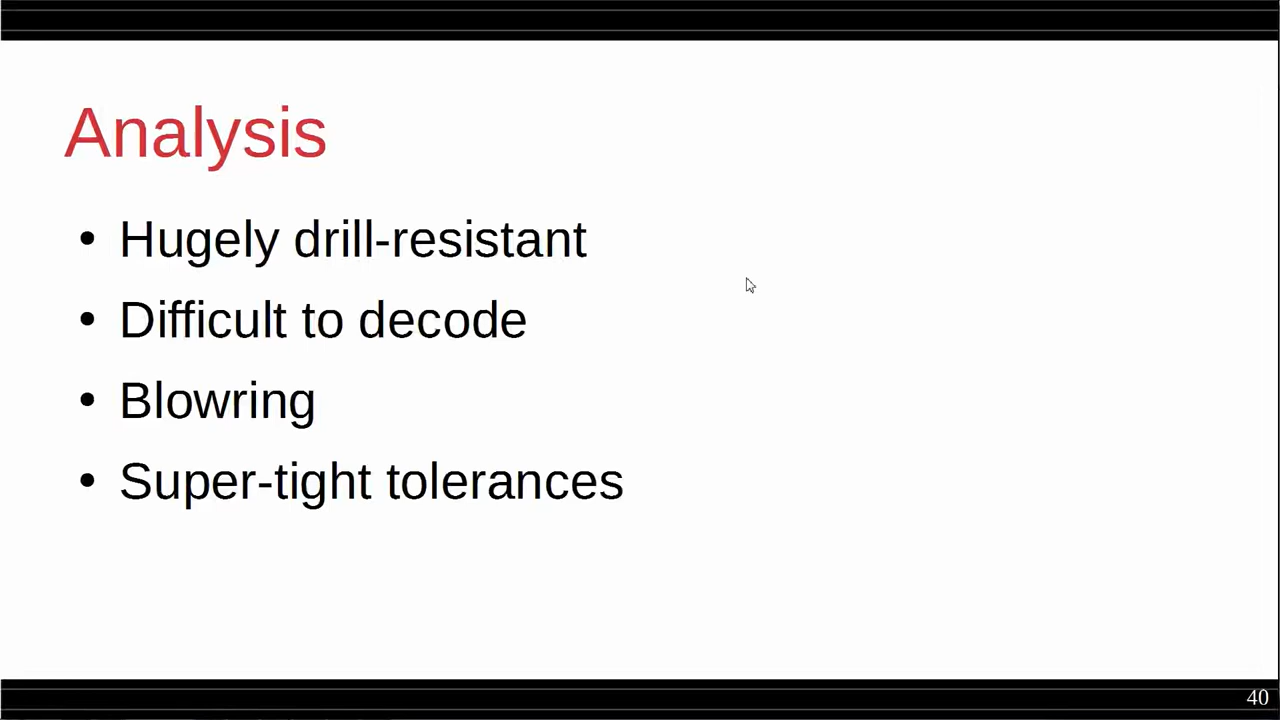 Analysis
• Hugely drill-resistant
• Difficult to decode
• Blowring
• Super-tight tolerances
40